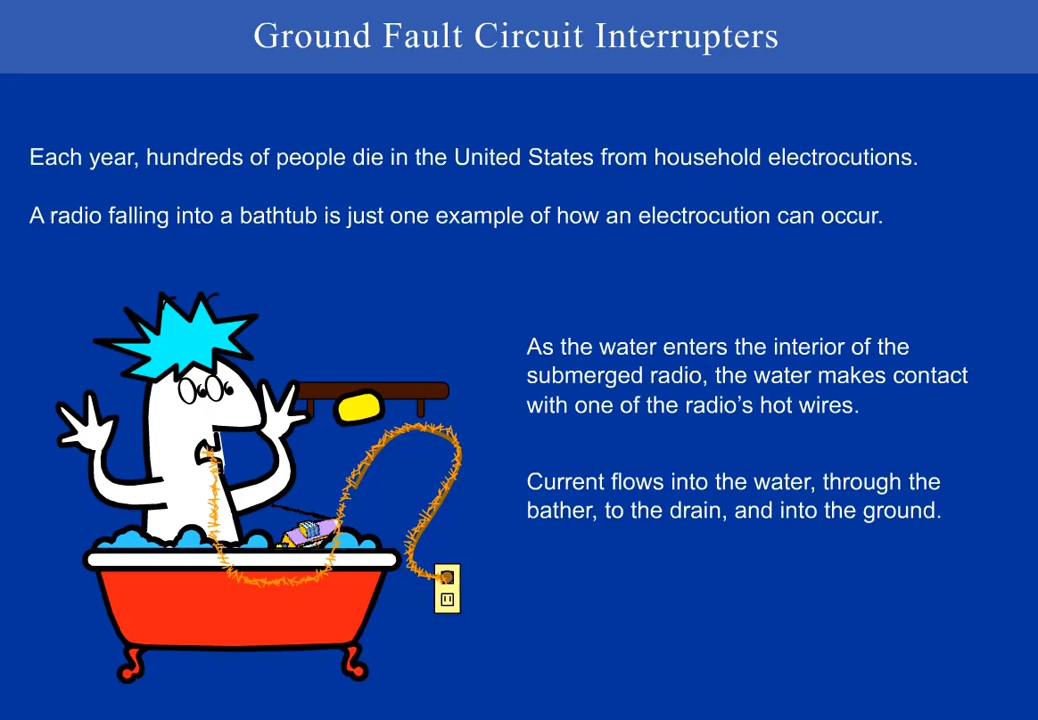 Ground Fault Circuit Interrupters
Each year, hundreds of people die in the United States from household electrocutions.
A radio falling into a bathtub is just one example of how an electrocution can occur.
As the water enters the interior of the
submerged radio, the water makes contact
with one of the radio’s hot wires.
Current flows into the water, through the
bather, to the drain, and into the ground.